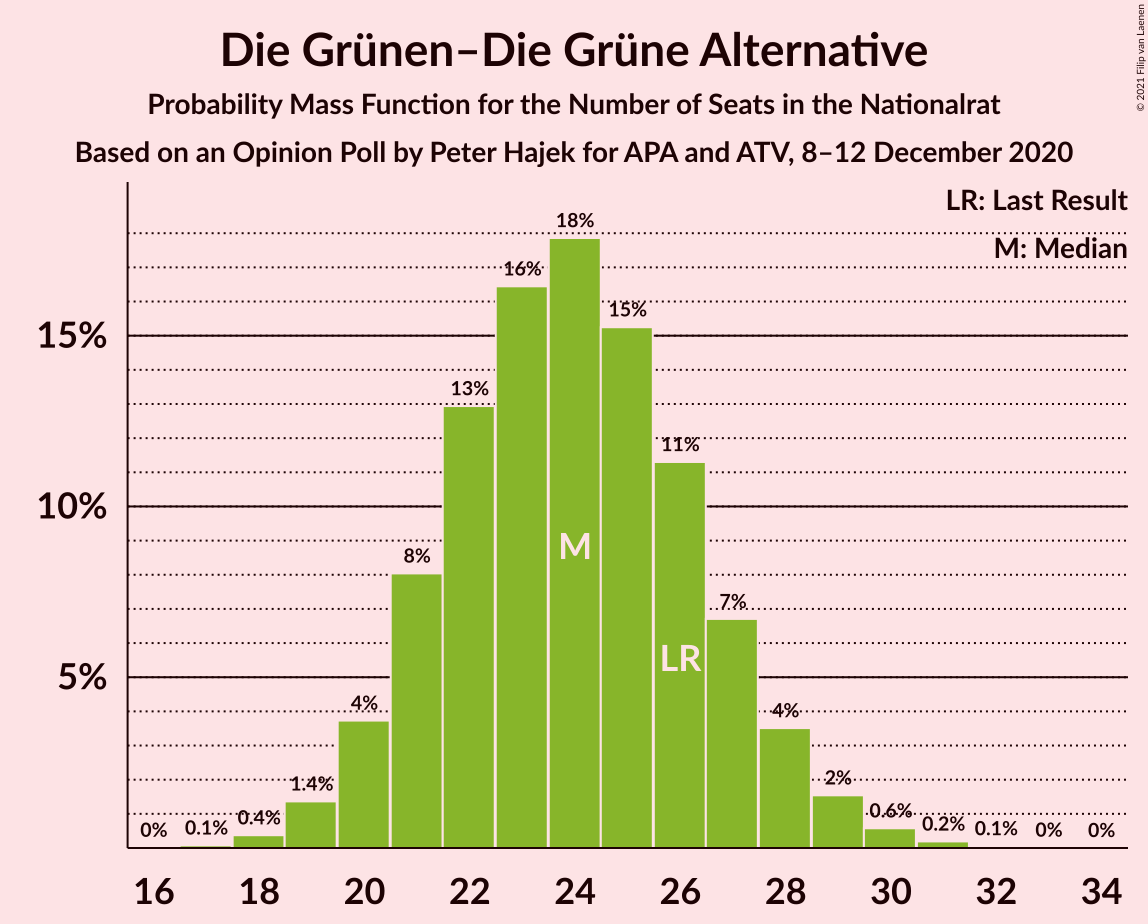 Die Grünen–Die Grüne Alternative
Probability Mass Function for the Number of Seats in the Nationalrat
Based on an Opinion Poll by Peter Hajek for APA and ATV, 8–12 December 2020
© 2021 Filip van Laenen
LR: Last Result
M: Median
15%
10%
5%
0%
0.1%
0.4%
1.4%
4%
8%
13%
16%
18%
15%
11%
7%
4%
2%
0.6%
0.2%
0.1%
0%
0%
M
LR
16 18 20 22 24 26 28 30 32 34